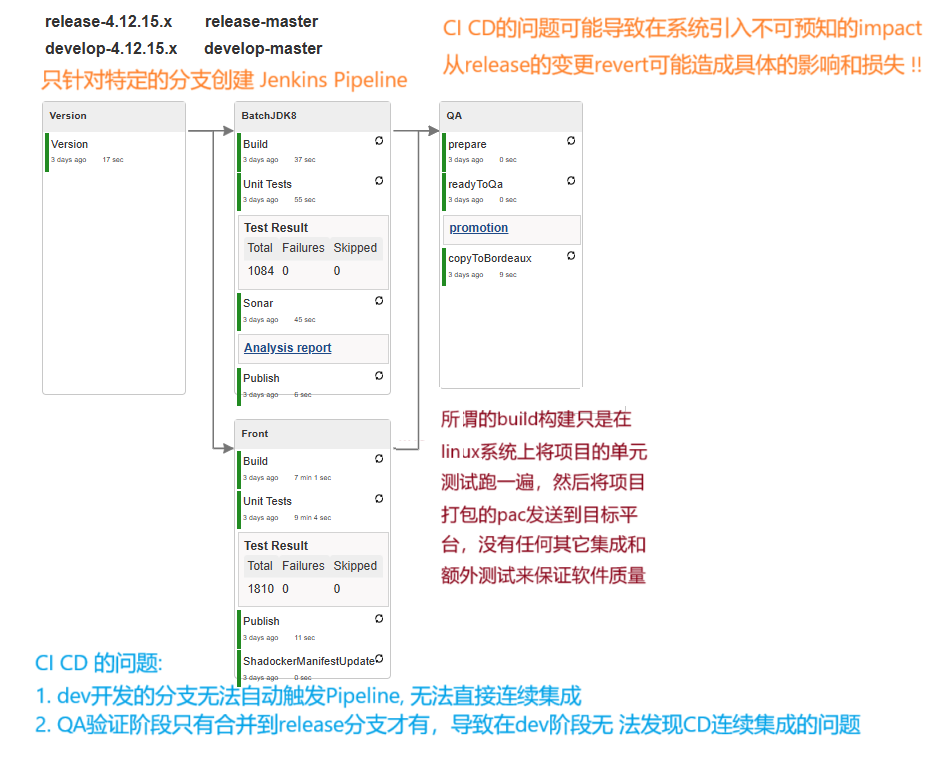 release-4.12.15.x release-master
develop-4.12.15.x develop-master
只针对特定的分支创建 Jenkins Pipeline
CI CD的问题可能导致在系统引入不可预知的impact
从release的变更revert可能造成具体的影响和损失 !!
Version
Version
3 days ago 17 sec
BatchJDK8
Build
3 days ago 37 sec
Unit Tests
3 days ago 55 sec
Test Result
Total Failures Skipped
1084 0 0
Sonar
3 days ago 45 sec
Analysis report
Publish
3 days ago 6 sec
Front
Build
3 days ago 7 min 1 sec
Unit Tests
3 days ago 9 min 4 sec
Test Result
Total Failures Skipped
1810 0 0
Publish
3 days ago 11 sec
ShadockerManifestUpdate
3 days ago 0 sec
QA
prepare
3 days ago 0 sec
readyToQa
3 days ago 0 sec
promotion
copyToBordeaux
3 days ago 9 sec
所谓的build构建只是在
linux系统上将项目的单元
测试跑一遍，然后将项目
打包的pac发送到目标平
台，没有任何其它集成和
额外测试来保证软件质量
CI CD 的问题:
1. dev开发的分支无法自动触发Pipeline, 无法直接连续集成
2. QA验证阶段只有合并到release分支才有，导致在dev阶段无 法发现CD连续集成的问题